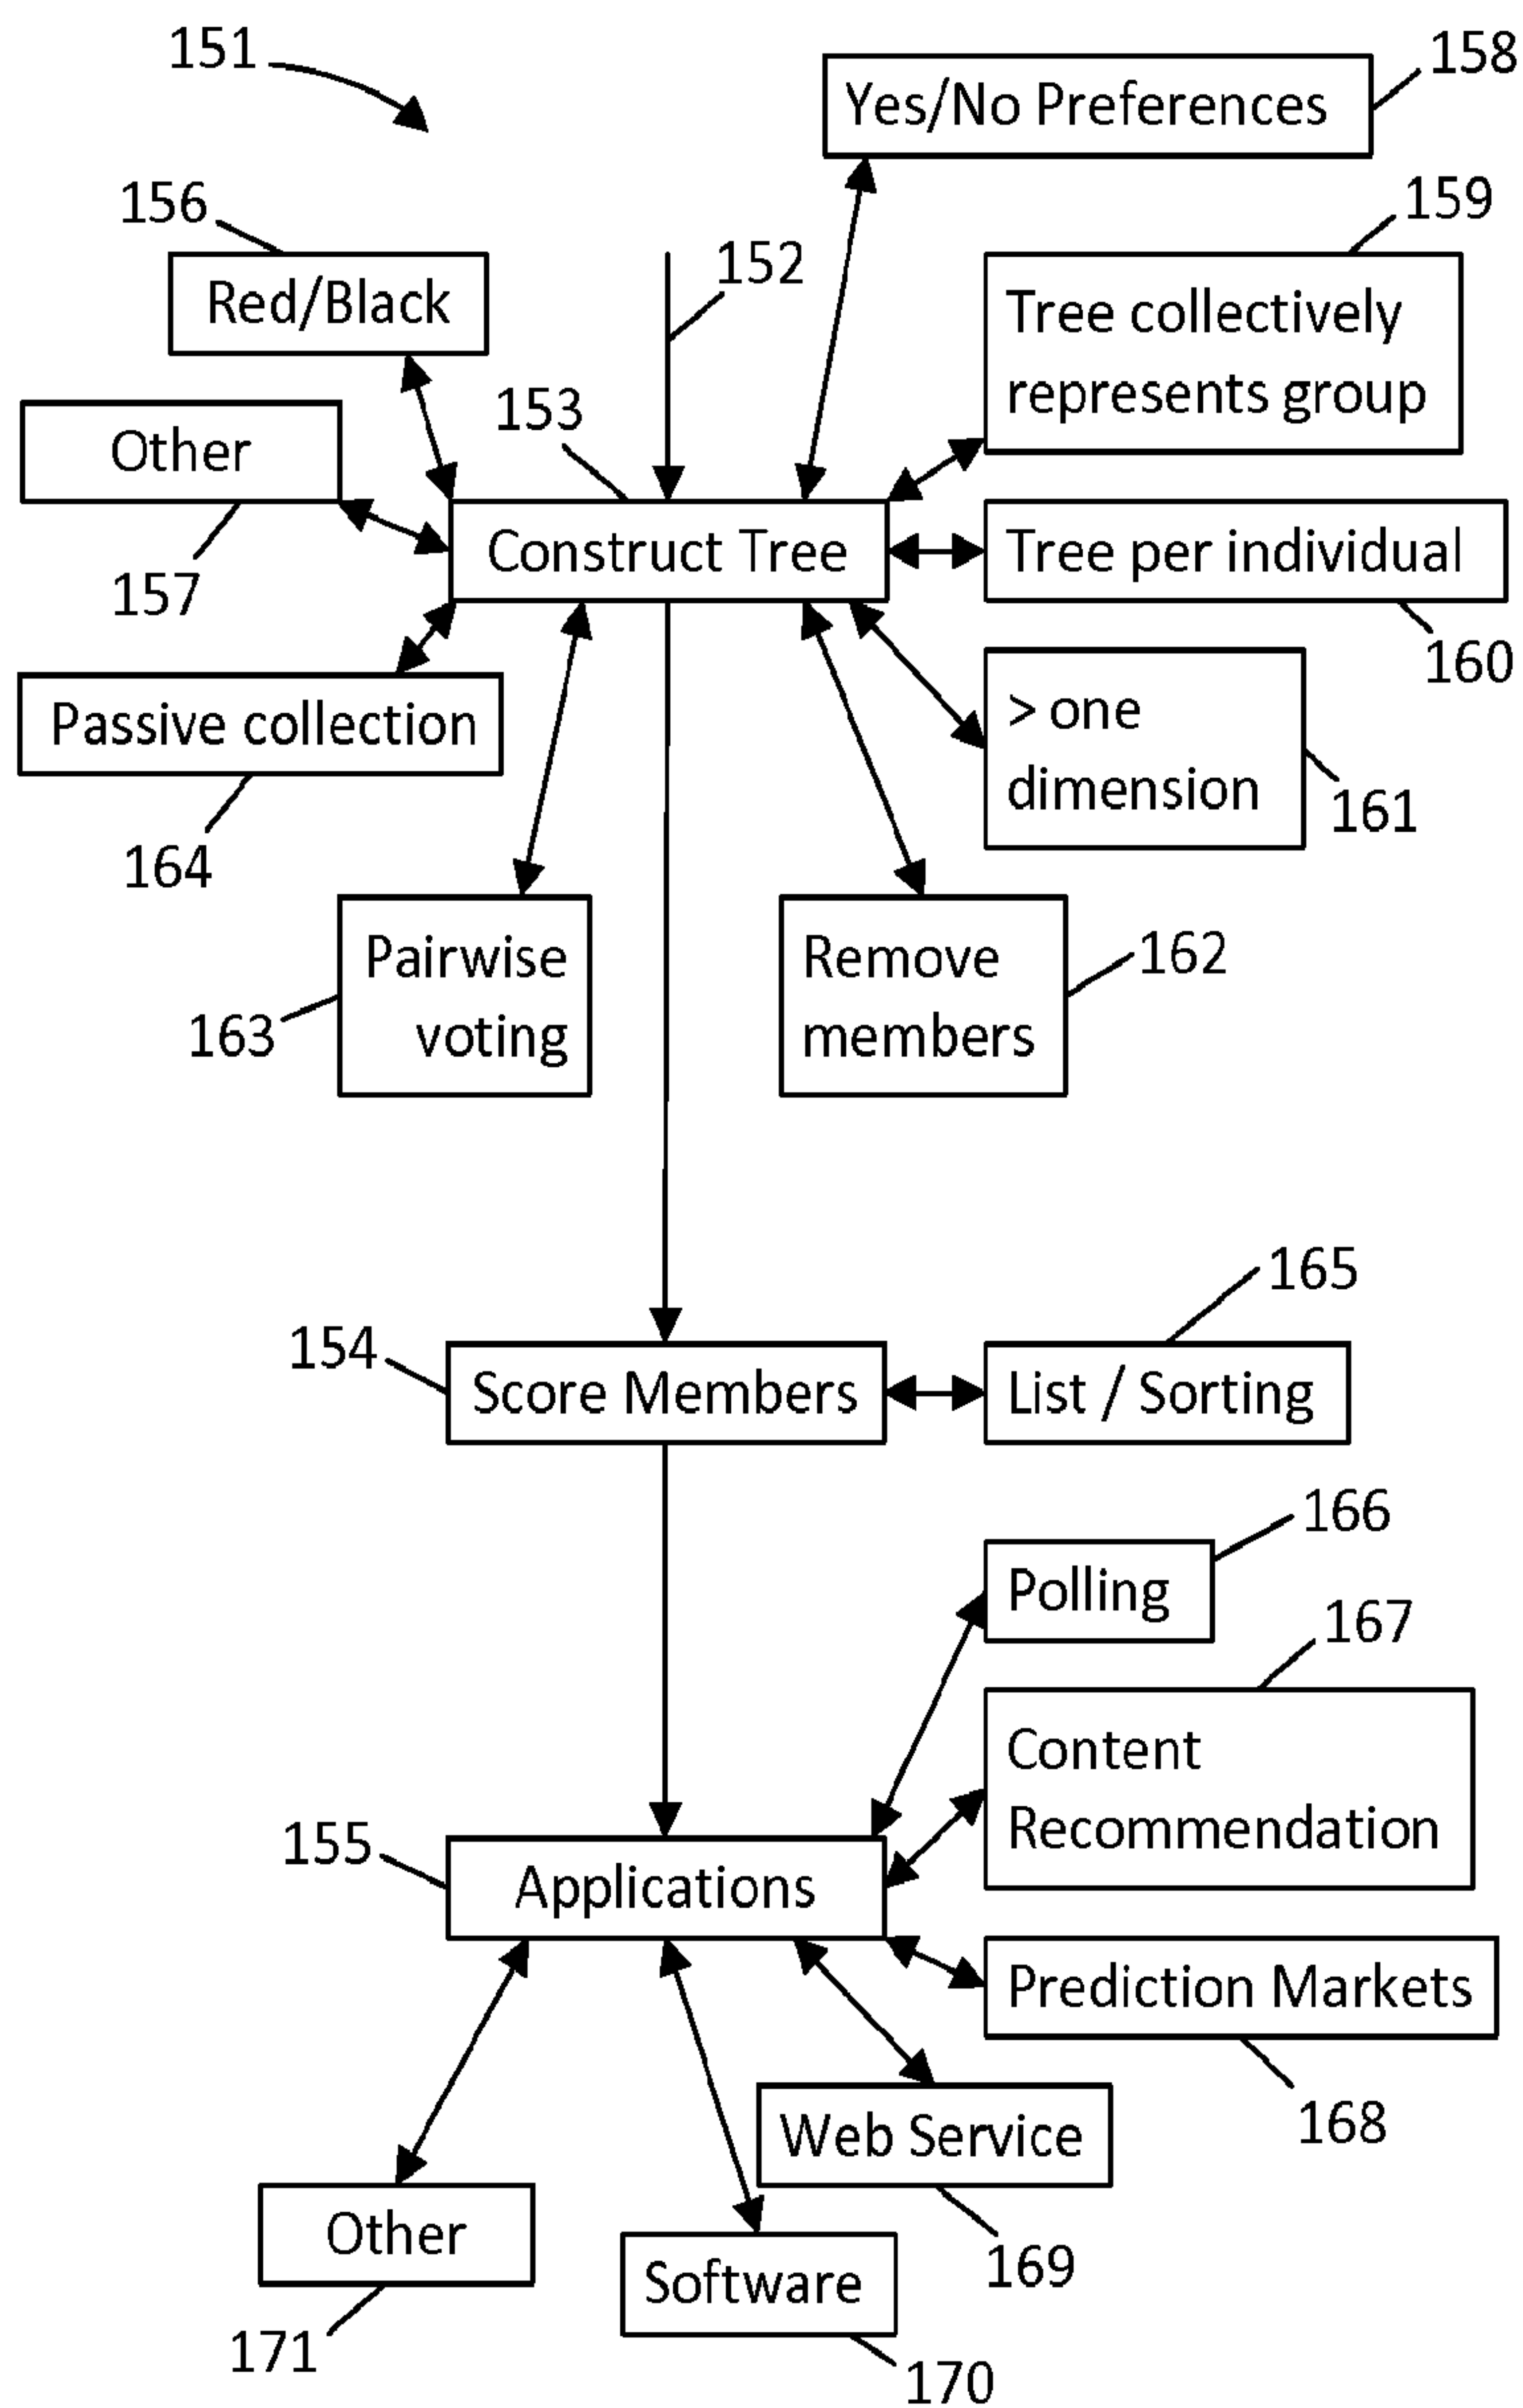 151
Yes/No Preferences
158
156
Red/Black
152
159
Tree collectively
represents group
153
Other
157
Construct Tree
Tree per individual
160
Passive collection
164
> one
dimension
161
Pairwise
voting
163
Remove
members
162
165
154
Score Members
List / Sorting
166
Polling
167
Content
Recommendation
155
Applications
Prediction Markets
168
Web Service
169
Other
171
Software
170